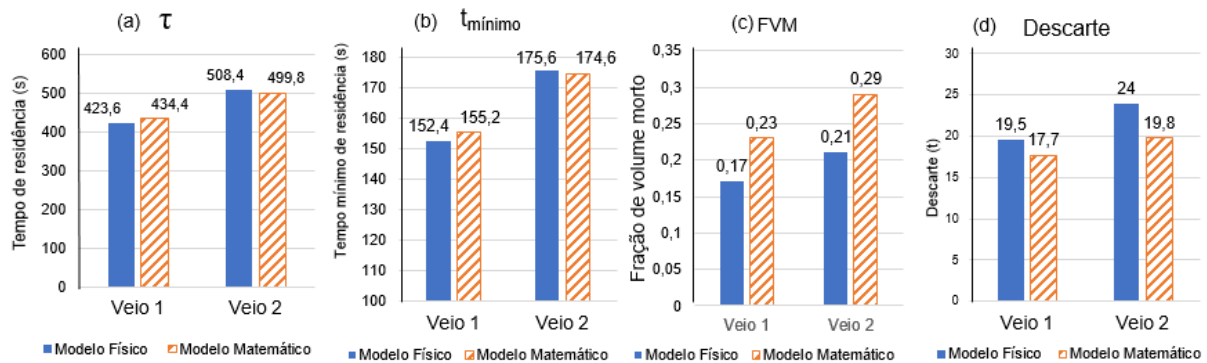 (a) τ
Tempo de residência (s)
600
500
400
300
200
100
0
423,6
434,4
508,4
499,8
Veio 1
Veio 2
Modelo Físico
Modelo Matemático
(b) tmínimo
Tempo mínimo de residência (s)
180
170
160
150
140
130
120
110
100
152,4
155,2
175,6
174,6
Veio 1
Veio 2
Modelo Físico
Modelo Matemático
(c) FVM
Fração de volume morto
0,35
0,3
0,25
0,2
0,15
0,1
0,05
0
0,17
0,23
0,21
0,29
Veio 1
Veio 2
Modelo Físico
Modelo Matemático
(d) Descarte
Descarte (t)
30
25
20
15
10
5
0
19,5
17,7
24
19,8
Veio 1
Veio 2
Modelo Físico
Modelo Matemático